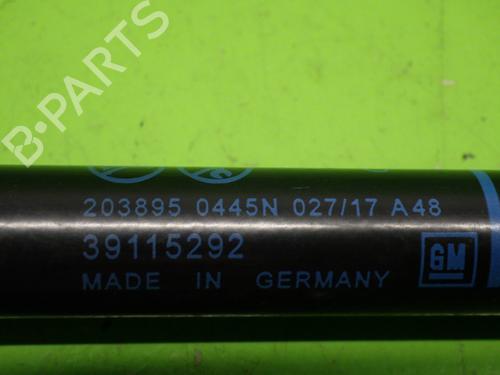 B-PARTS
203895 0445N 027/17 A48
39115292
MADE IN GERMANY
GM